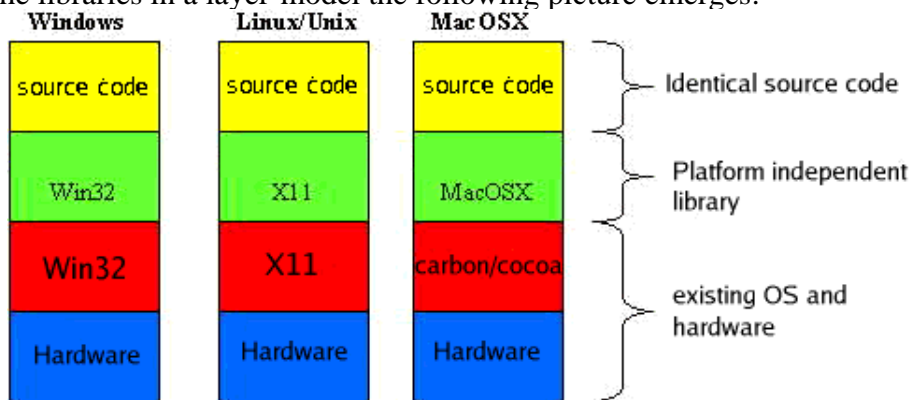 ne libraries in a layer-model the following picture emerges:
Windows Linux/Unix MacOSX
source code source code source code Identical source code
Win32 X11 MacOSX Platform independent
library
Win32 X11 carbon/cocoa existing OS and
hardware
Hardware Hardware Hardware